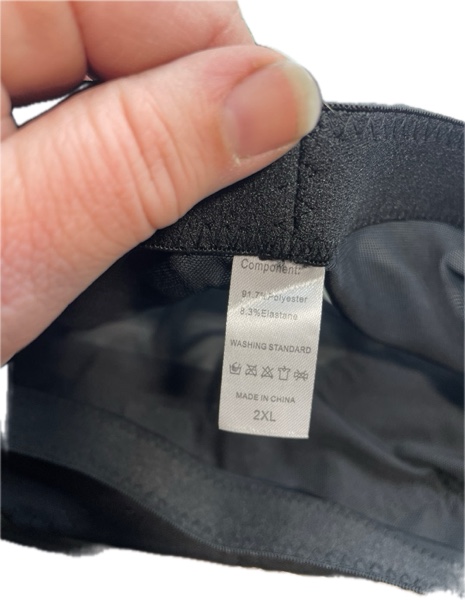 Component:
91.7%Polyester
8.3%Elastane
WASHING STANDARD
MADE IN CHINA
2XL